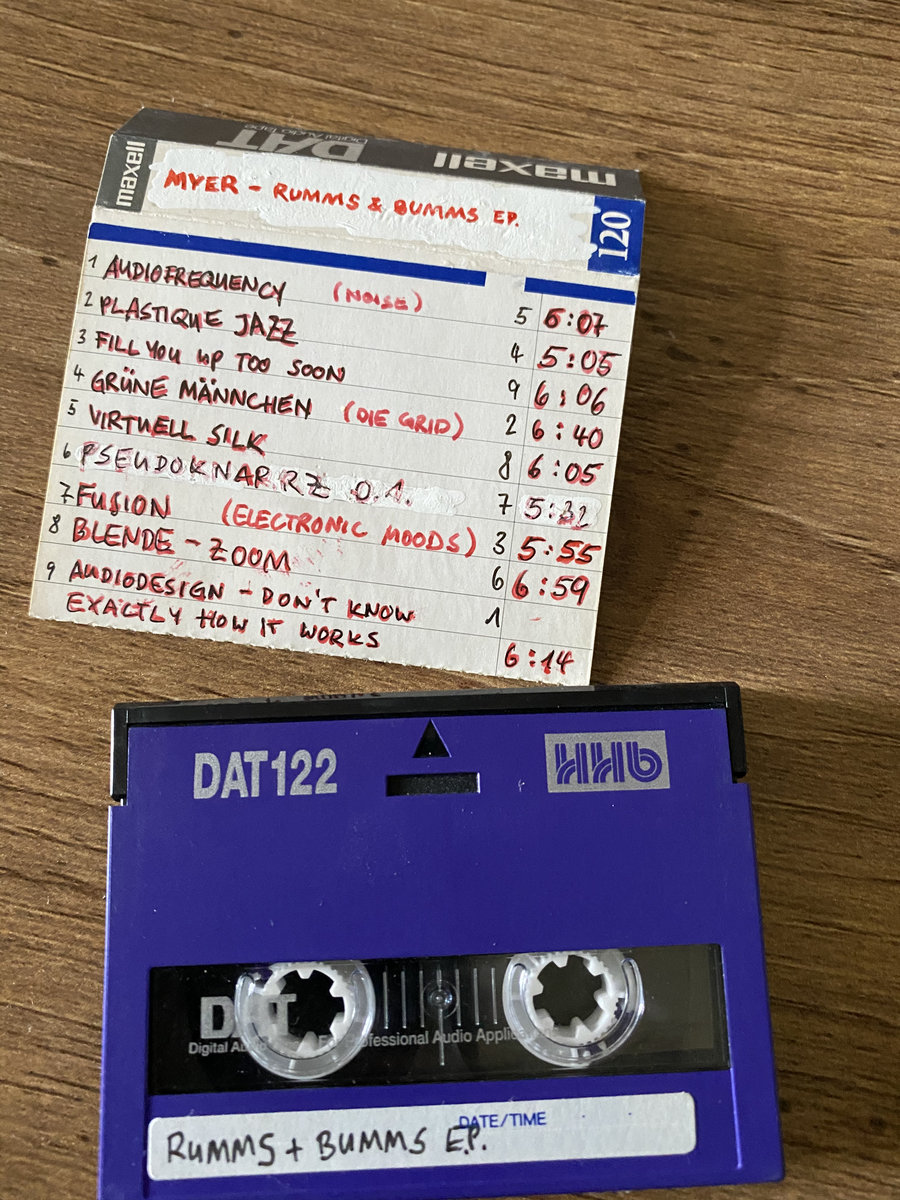 DAT Digital Audio Tape maxell
maxell
MYER - RUMMS & BUMMS EP.
120
1 AUDIOFREQUENCY (NOISE) 5 6:07
2 PLASTIQUE JAZZ 4 5:05
3 FILL YOU UP TOO SOON 9 6:06
4 GRÜNE MÄNNCHEN (DIE GRID) 2 6:40
5 VIRTUELL SILK 8 6:05
6 PSEUDOKNARRZ O.A. 7 5:32
7 FUSION (ELECTRONIC MOODS) 3 5:55
8 BLENDE - ZOOM 6 6:59
9 AUDIODESIGN - DON'T KNOW 1 -
EXACTLY HOW IT WORKS 6:14
DAT122 HHb
DAT
Digital Professional Audio
DATE/TIME
RUMMS + BUMMS E.P.